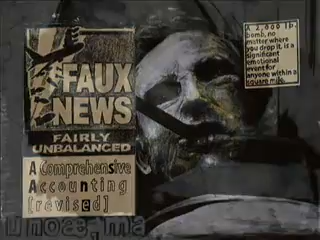 FAUX
NEWS
FAIRLY
UNBALANCED
A Comprehensive
Accounting
[revised]
A 2,000 lb.
bomb, no
matter where
you drop it, is a
significant
emotional
event for
anyone within a
square mile.